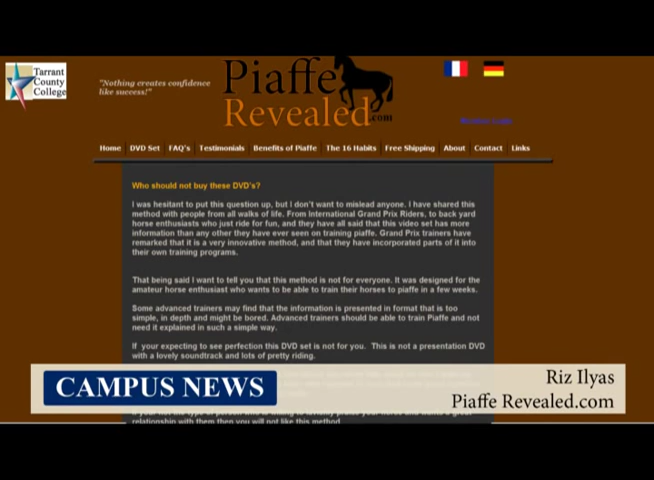 Tarrant
County
College
"Nothing creates confidence
like success!"
Piaffe
Revealed.com
Home DVD Set FAQ's Testimonials Benefits of Piaffe The 16 Habits Free Shipping About Contact Links
Who should not buy these DVD's?
I was hesitant to put this question up, but I don't want to mislead anyone. I have shared this
method with people from all walks of life. From International Grand Prix Riders, to back yard
horse enthusiasts who just ride for fun, and they have all said that this video set has more
information than any other they have ever seen on training piaffe. Grand Prix trainers have
remarked that it is a very innovative method, and that they have incorporated parts of it into
their own training programs.
That being said I want to tell you that this method is not for everyone. It was designed for the
amateur horse enthusiast who wants to be able to train their horses to piaffe in a few weeks.
Some advanced trainers may find that the information is presented in format that is too
simple, in depth and might be bored. Advanced trainers should be able to train Piaffe and not
need it explained in such a simple way.
If your expecting to see perfection this DVD set is not for you. This is not a presentation DVD
with a lovely soundtrack and lots of pretty riding.
CAMPUS NEWS
Riz Ilyas
Piaffe Revealed.com
relationship with them then you will not like this method